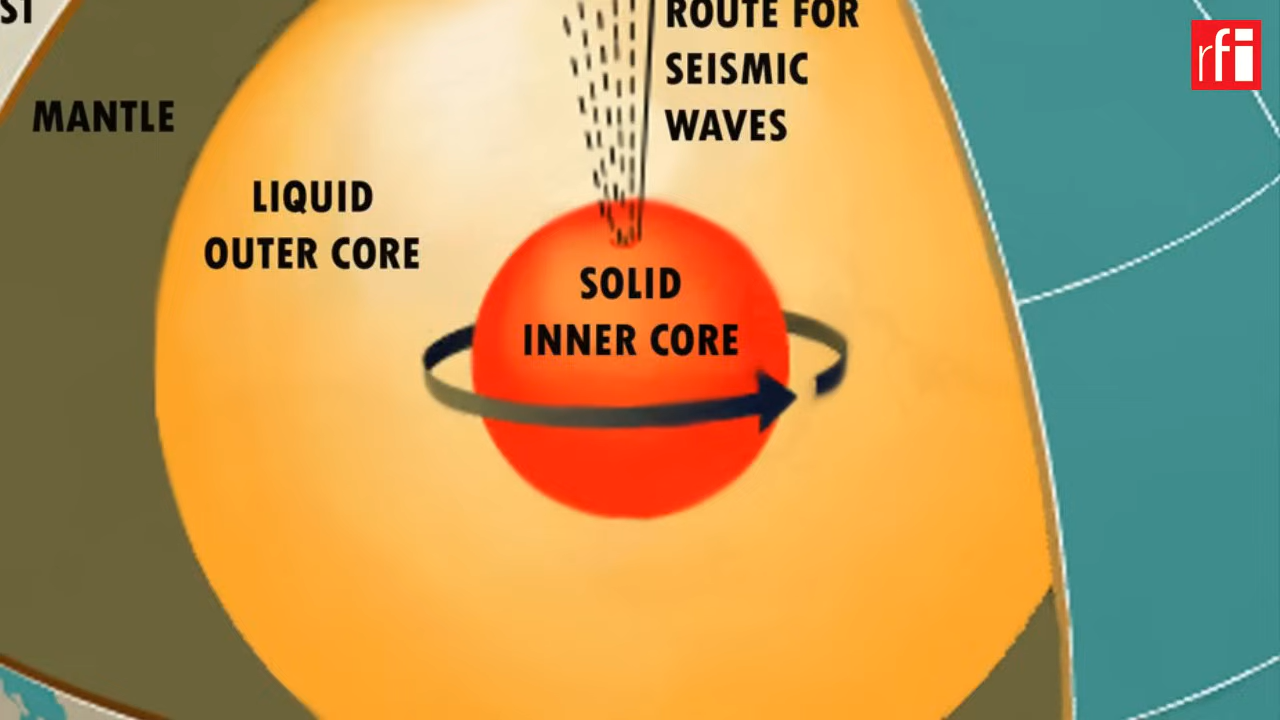 ROUTE FOR
SEISMIC
WAVES
rfi
MANTLE
LIQUID
OUTER CORE
SOLID
INNER CORE